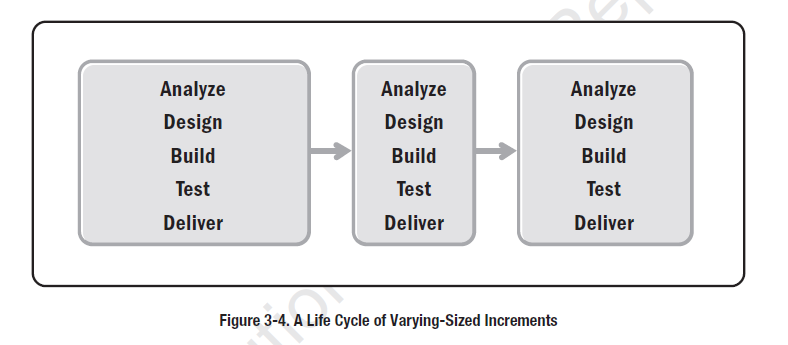 Analyze
Design
Build
Test
Deliver
Analyze
Design
Build
Test
Deliver
Analyze
Design
Build
Test
Deliver
Figure 3-4. A Life Cycle of Varying-Sized Increments